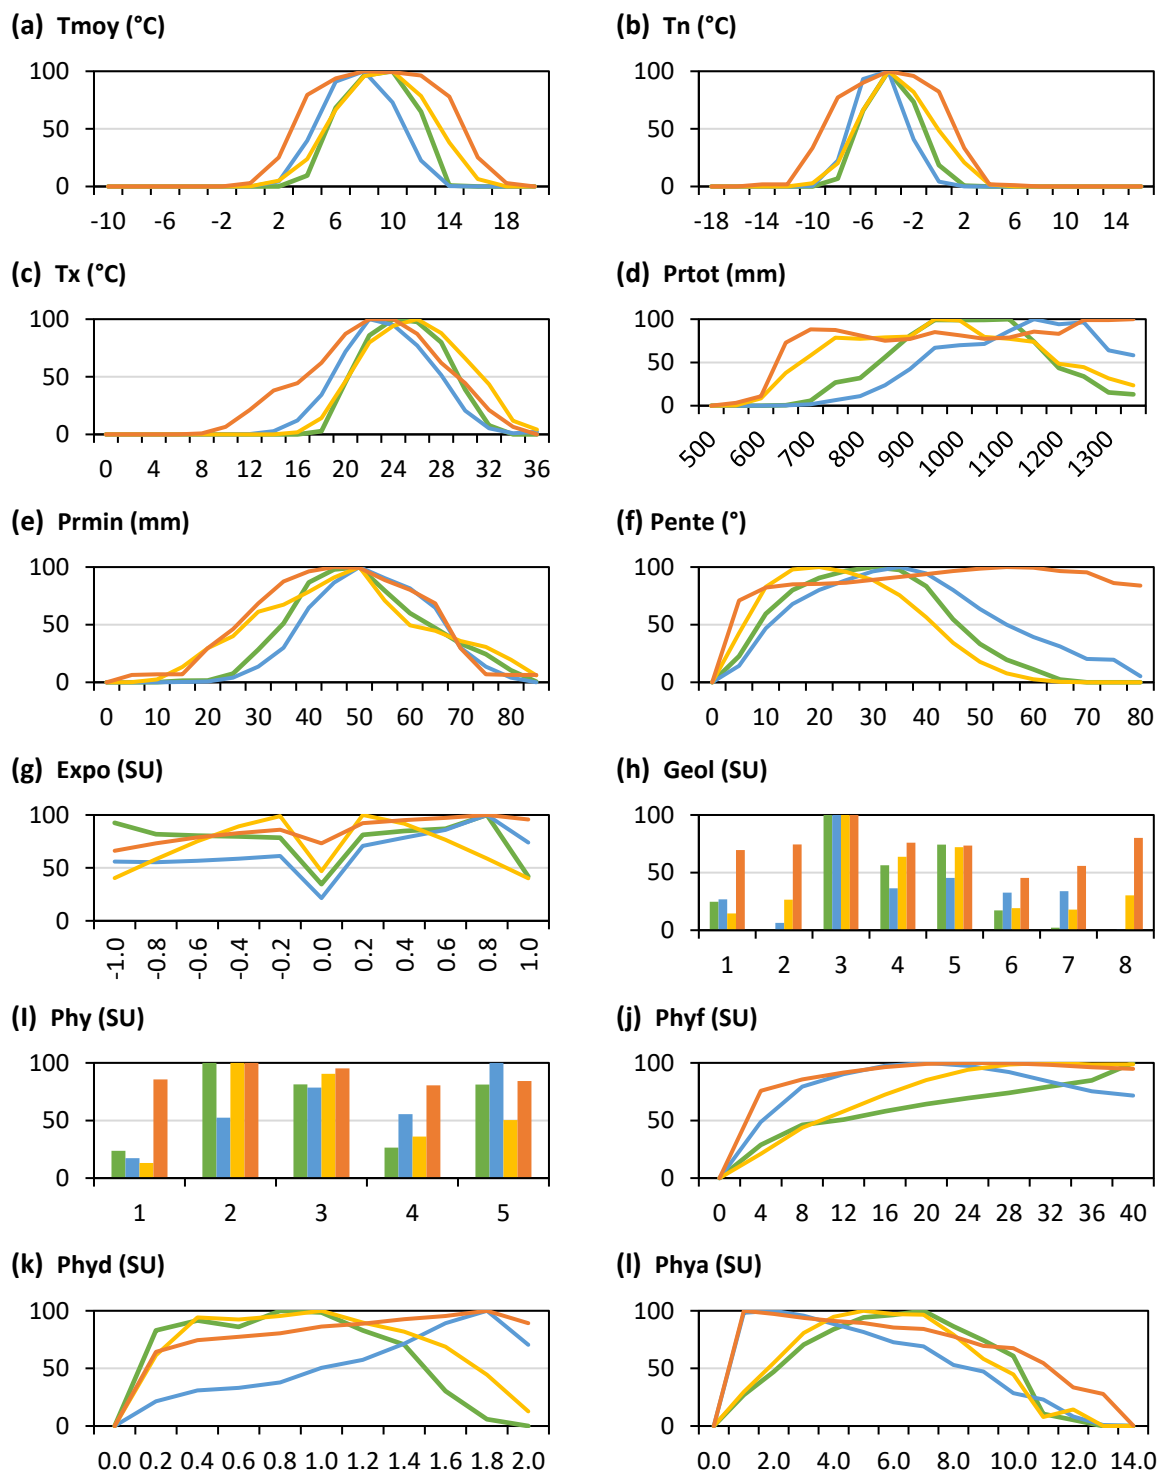 (a) Tmoy (°C)
(b) Tn (°C)
100
50
0
-10 -6 -2 2 6 10 14 18
100
50
0
-18 -14 -10 -6 -2 2 6 10 14
(c) Tx (°C)
(d) Prtot (mm)
100
50
0
0 4 8 12 16 20 24 28 32 36
100
50
0
500 600 700 800 900 1000 1100 1200 1300
(e) Prmin (mm)
(f) Pente (°)
100
50
0
0 10 20 30 40 50 60 70 80
100
50
0
0 10 20 30 40 50 60 70 80
(g) Expo (SU)
(h) Geol (SU)
100
50
0
-1.0 -0.8 -0.6 -0.4 -0.2 0.0 0.2 0.4 0.6 0.8 1.0
100
50
0
1 2 3 4 5 6 7 8
(I) Phy (SU)
(j) Phyf (SU)
100
50
0
1 2 3 4 5
100
50
0
0 4 8 12 16 20 24 28 32 36 40
(k) Phyd (SU)
(l) Phya (SU)
100
50
0
0.0 0.2 0.4 0.6 0.8 1.0 1.2 1.4 1.6 1.8 2.0
100
50
0
0.0 2.0 4.0 6.0 8.0 10.0 12.0 14.0